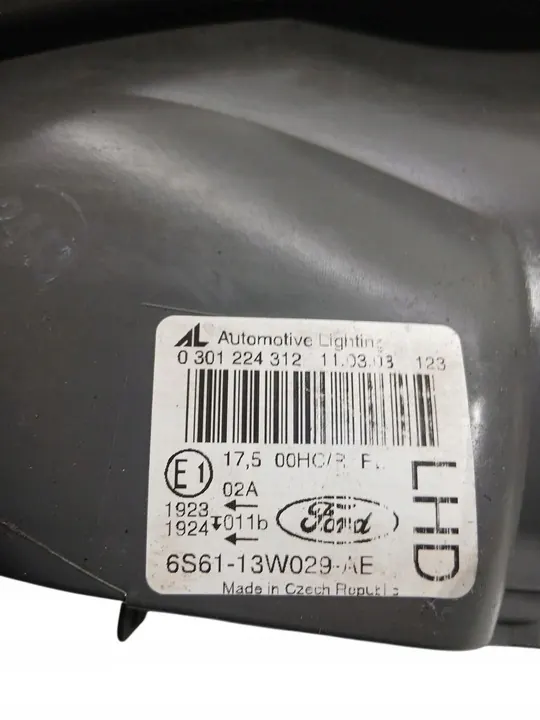 AL Automotive Lighting
0 301 224 312 11.03.08 123
E1
17,5 00HC/R
02A
1923
1924 011b
Ford
LHD
6S61-13W029-AE
Made in Czech Republic